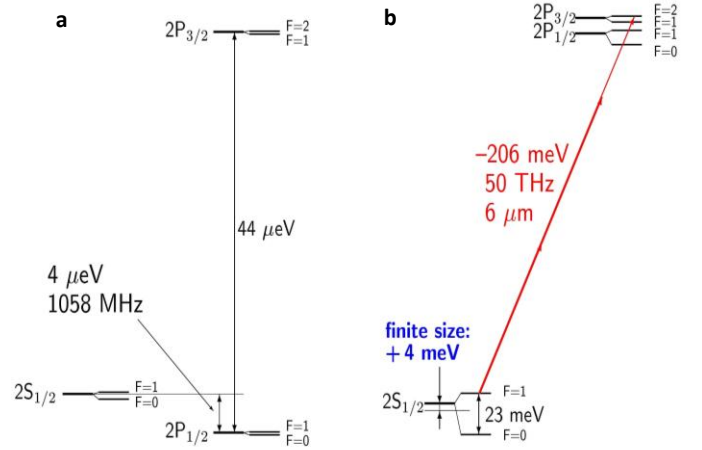 a
2P3/2
F=2
F=1
44 μeV
4 μeV
1058 MHz
2S1/2
F=1
F=0
2P1/2
F=1
F=0
b
2P3/2
F=2
F=1
2P1/2
F=1
F=0
−206 meV
50 THz
6 μm
finite size:
+ 4 meV
2S1/2
F=1
23 meV
F=0